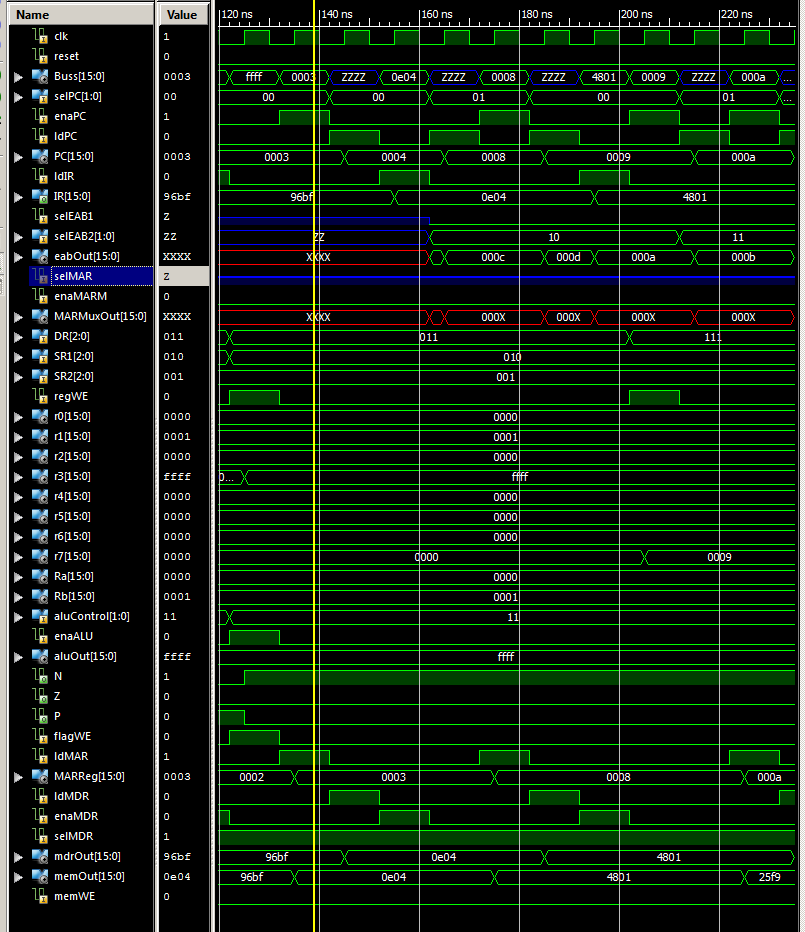 Name Value 120 ns 140 ns 160 ns 180 ns 200 ns 220 ns
clk 1
reset 0
Buss[15:0] 0003 ffff 0003 ZZZZ 0e04 ZZZZ 0008 ZZZZ 4801 0009 ZZZZ 000a ...
selPC[1:0] 00 00 00 01 00 01 ...
enaPC 1
ldPC 0
PC[15:0] 0003 0003 0004 0008 0009 000a
ldIR 0
IR[15:0] 96bf 96bf 0e04 4801
selEAB1 Z
selEAB2[1:0] ZZ ZZ 10 11
eabOut[15:0] XXXX XXXX 000c 000d 000a 000b
selMAR Z
enaMARM 0
MARMuxOut[15:0] XXXX XXXX 000X 000X 000X 000X
DR[2:0] 011 011 111
SR1[2:0] 010 010
SR2[2:0] 001 001
regWE 0
r0[15:0] 0000 0000
r1[15:0] 0001 0001
r2[15:0] 0000 0000
r3[15:0] ffff 0... ffff
r4[15:0] 0000 0000
r5[15:0] 0000 0000
r6[15:0] 0000 0000
r7[15:0] 0000 0000 0009
Ra[15:0] 0000 0000
Rb[15:0] 0001 0001
aluControl[1:0] 11 11
enaALU 0
aluOut[15:0] ffff ffff
N 1
Z 0
P 0
flagWE 0
ldMAR 1
MARReg[15:0] 0003 0002 0003 0008 000a
ldMDR 0
enaMDR 0
selMDR 1
mdrOut[15:0] 96bf 96bf 0e04 4801
memOut[15:0] 0e04 96bf 0e04 4801 25f9
memWE 0